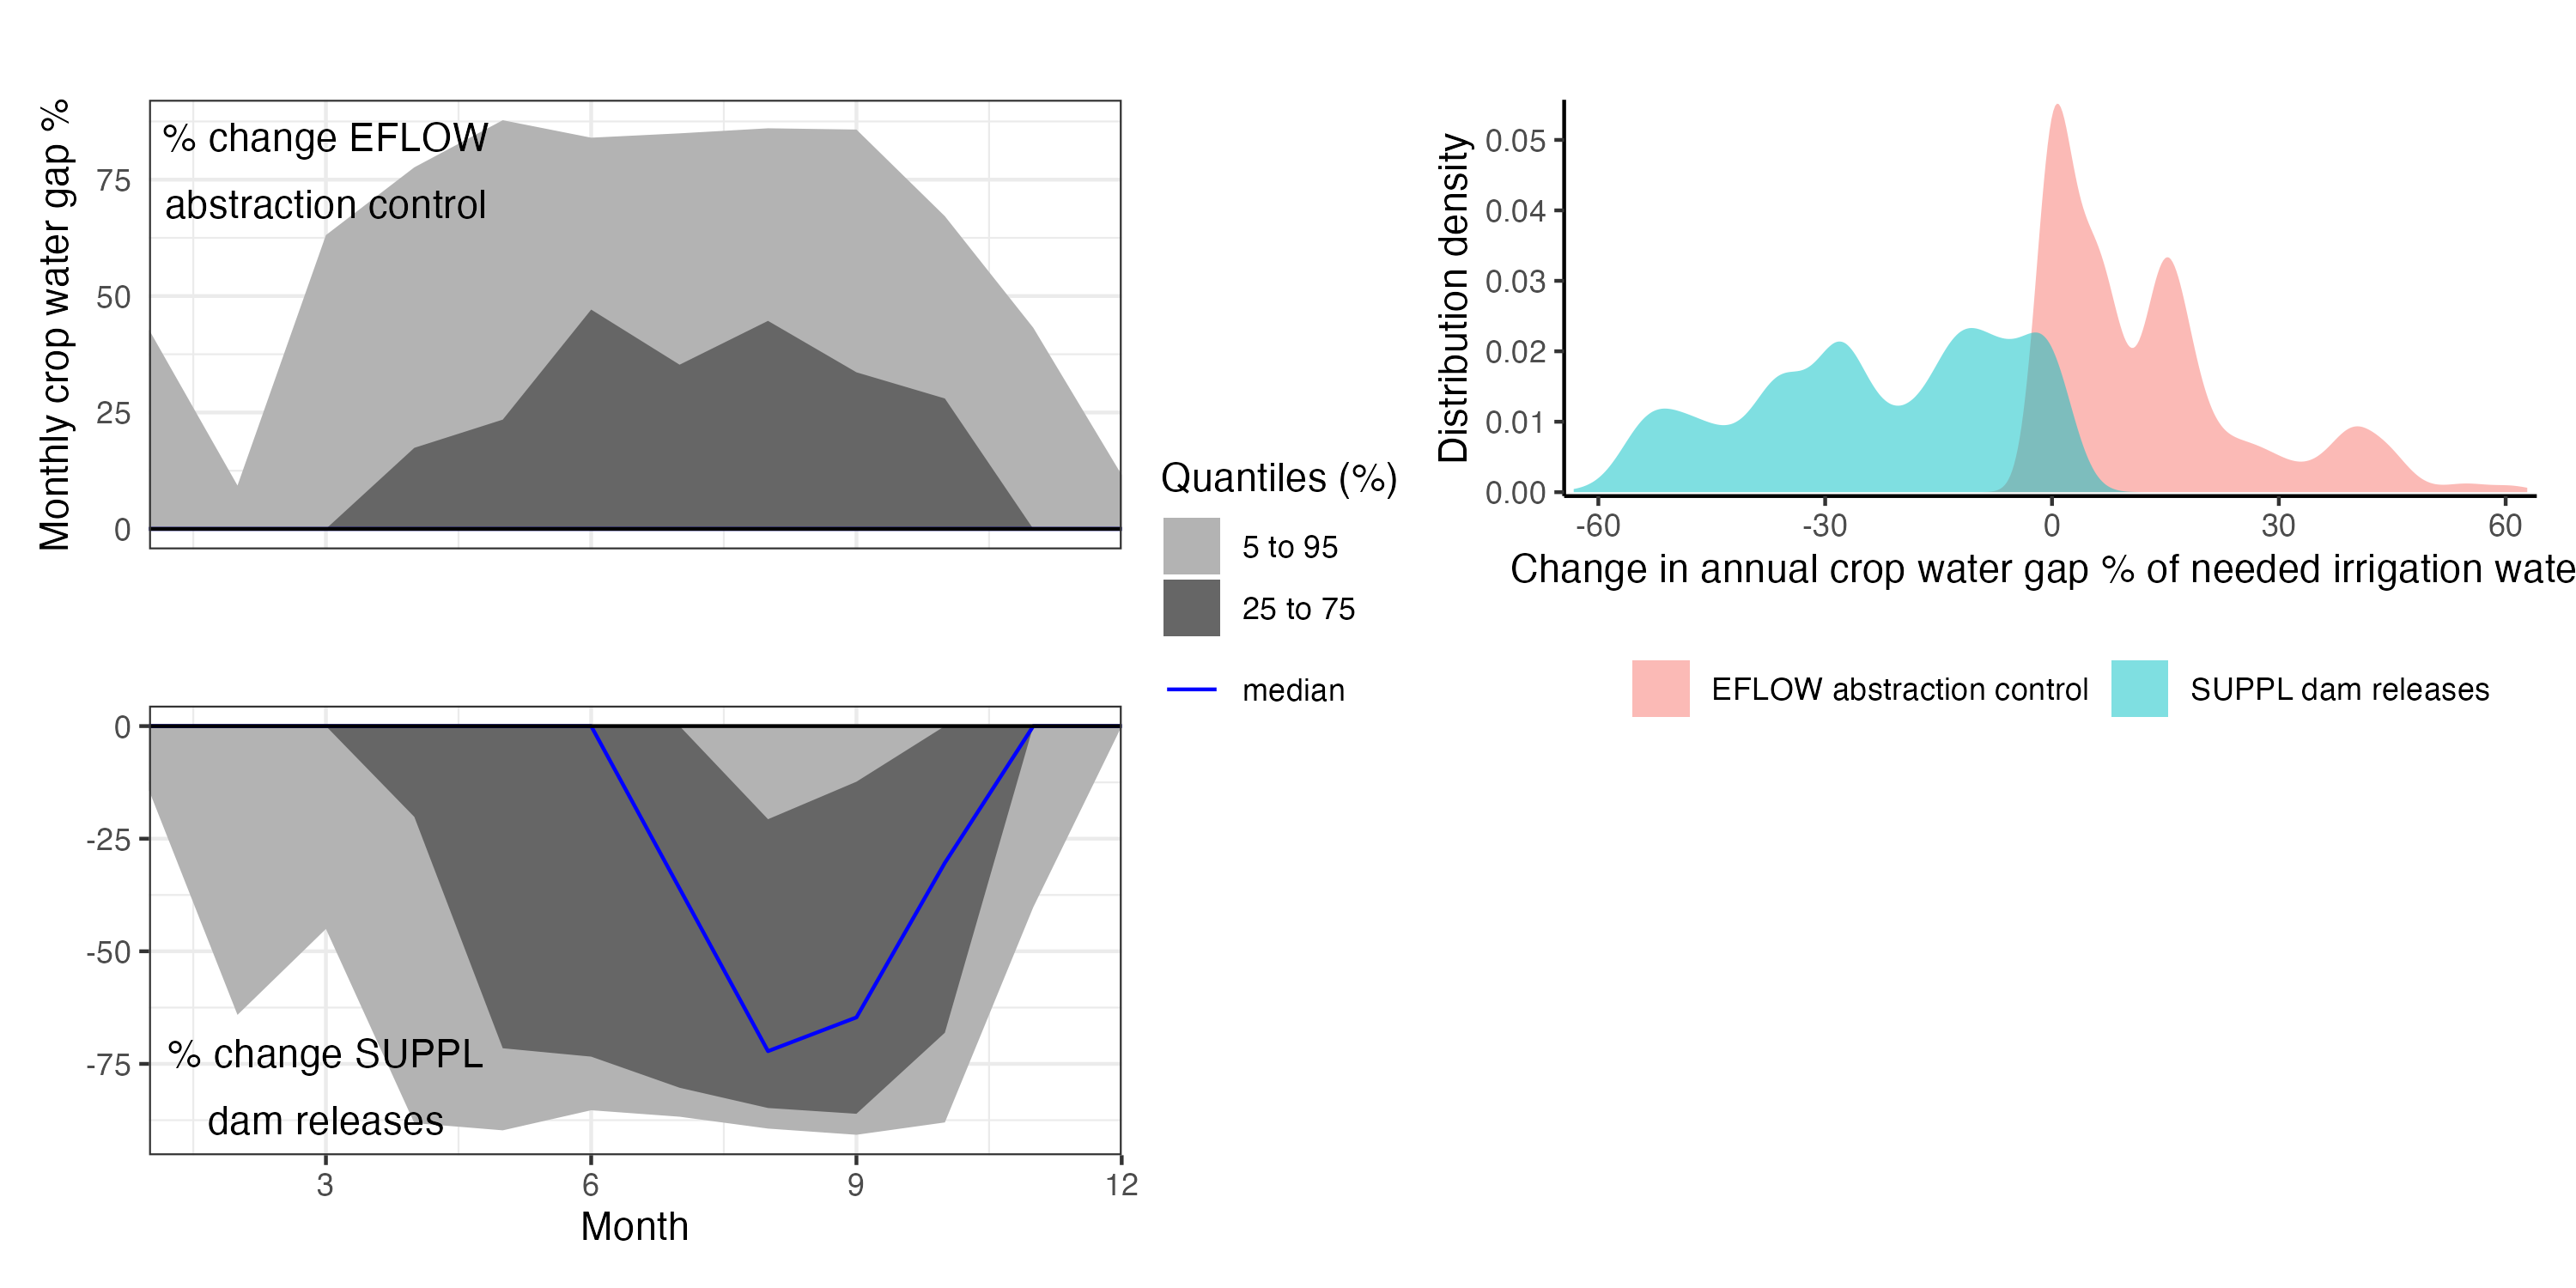 Monthly crop water gap %
75
50
25
0
% change EFLOW
abstraction control
0
-25
-50
-75
% change SUPPL
dam releases
3 6 9 12
Month
Quantiles (%)
5 to 95
25 to 75
median
Distribution density
0.05
0.04
0.03
0.02
0.01
0.00
-60 -30 0 30 60
Change in annual crop water gap % of needed irrigation wate
EFLOW abstraction control SUPPL dam releases